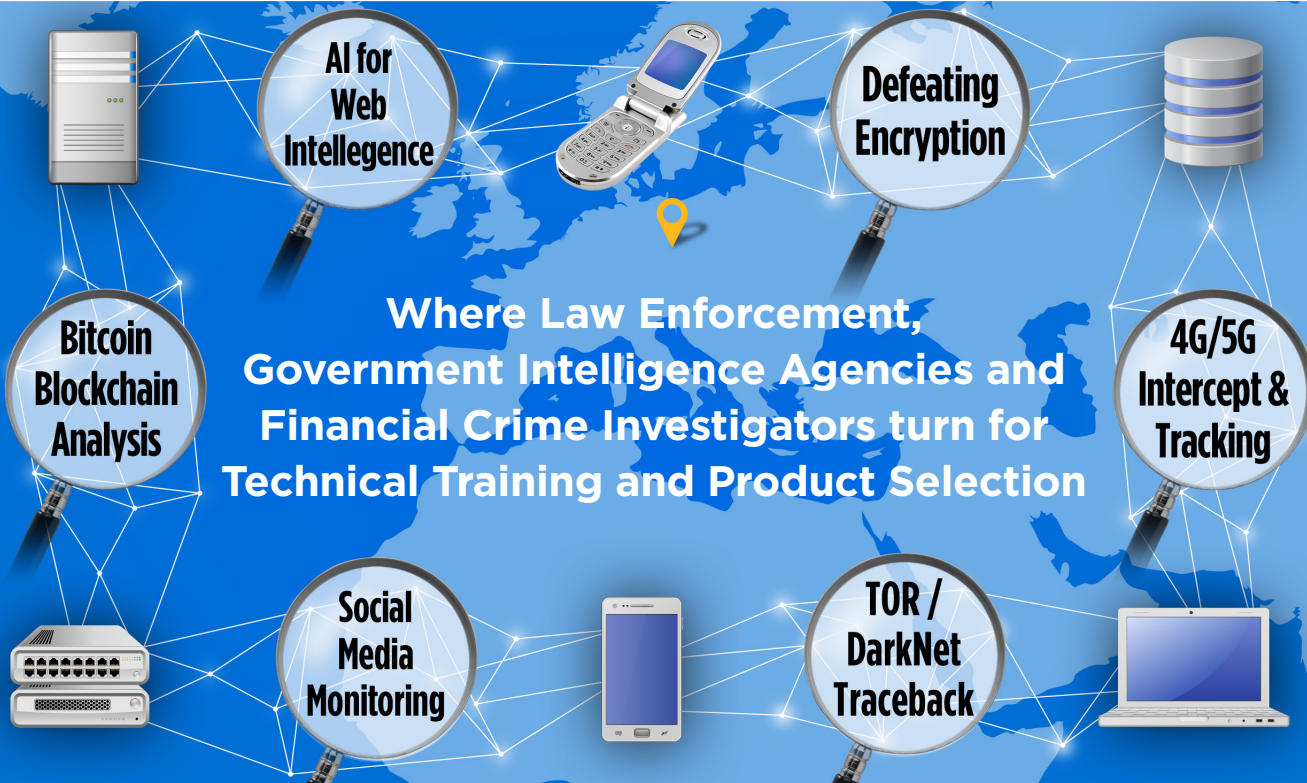 AI for
Web
Intellegence
Defeating
Encryption
Where Law Enforcement,
Government Intelligence Agencies and
Financial Crime Investigators turn for
Technical Training and Product Selection
Bitcoin
Blockchain
Analysis
4G/5G
Intercept &
Tracking
Social
Media
Monitoring
TOR /
DarkNet
Traceback